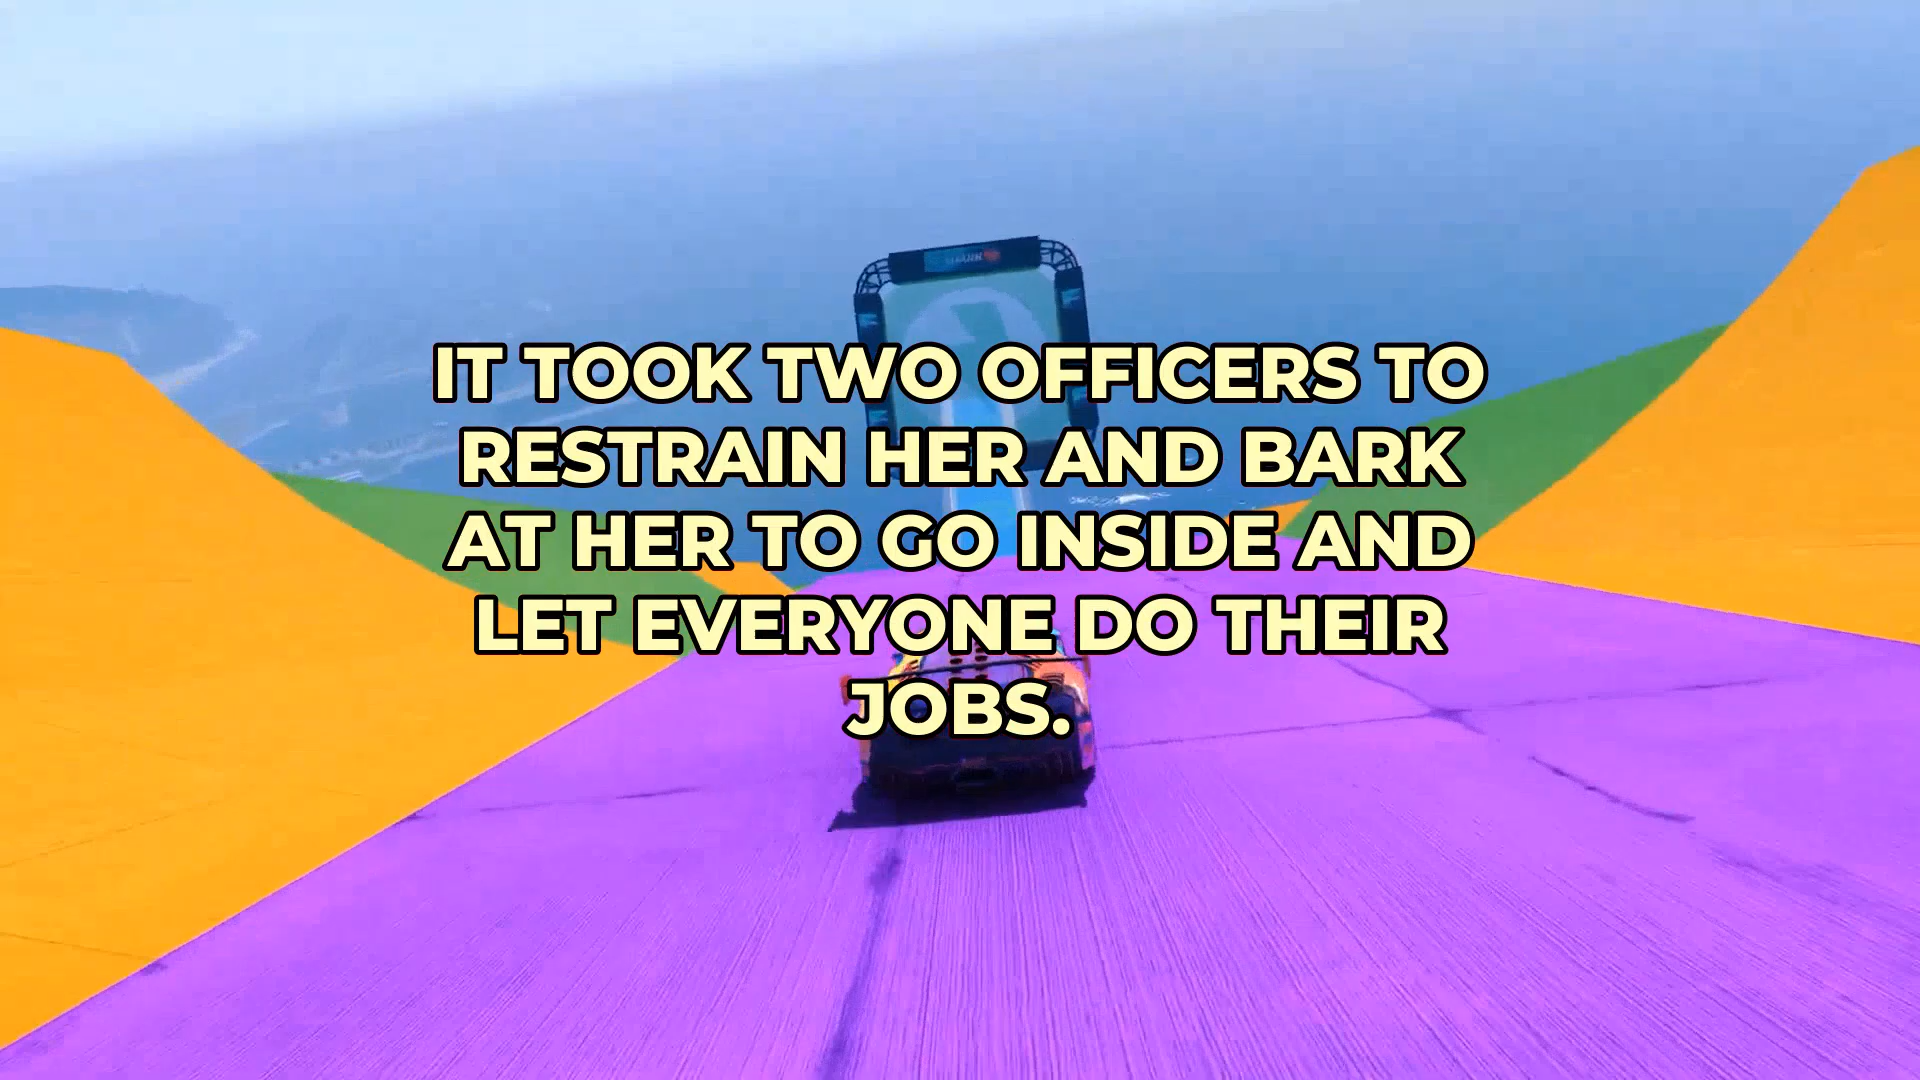 IT TOOK TWO OFFICERS TO
RESTRAIN HER AND BARK
AT HER TO GO INSIDE AND
LET EVERYONE DO THEIR
JOBS.